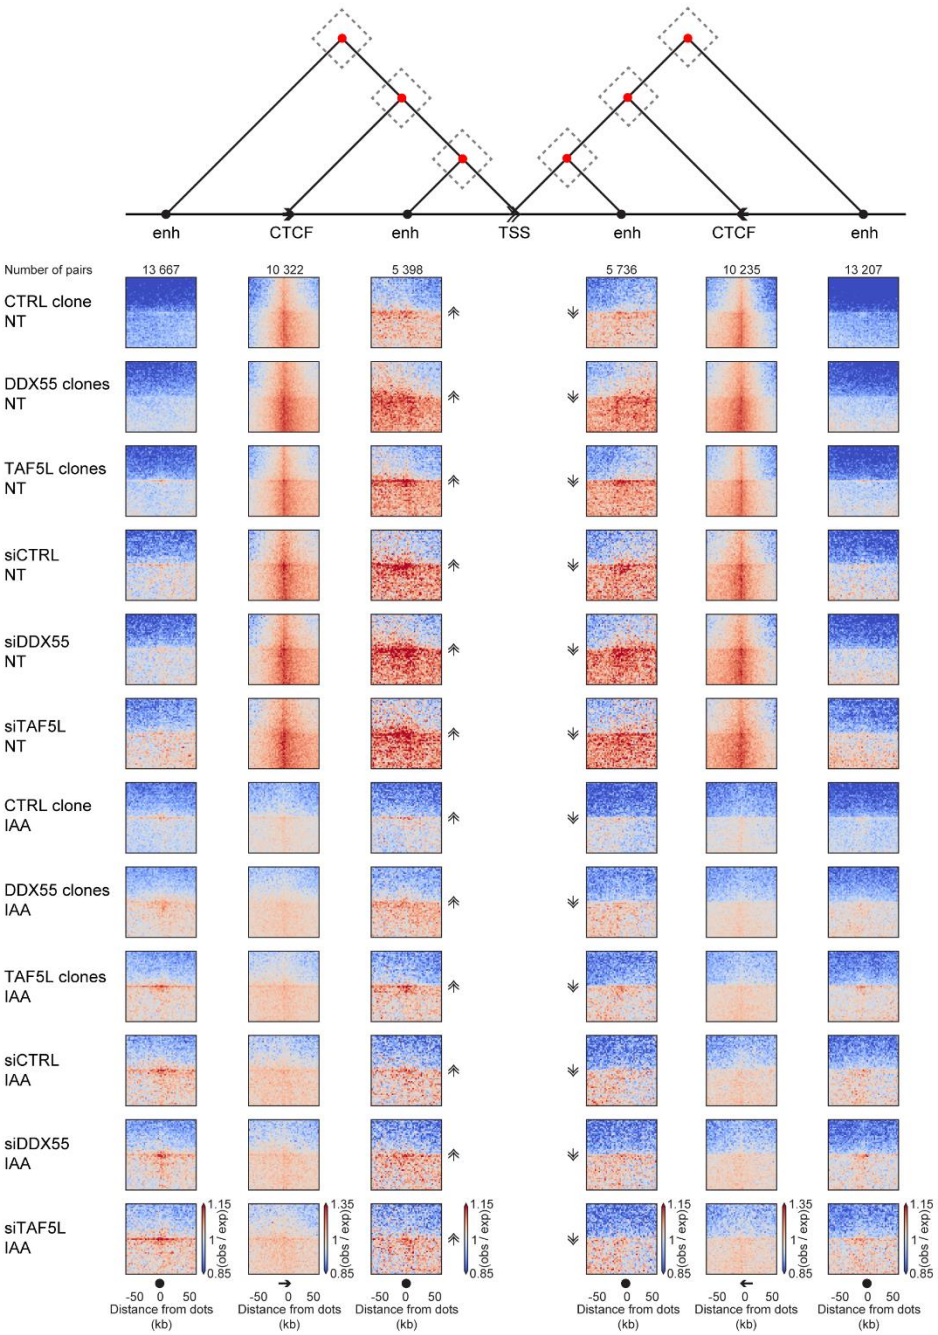 enh CTCF enh TSS enh CTCF enh
Number of pairs 13 667 10 322 5 398 5 736 10 235 13 207
CTRL clone
NT
DDX55 clones
NT
TAF5L clones
NT
siCTRL
NT
siDDX55
NT
siTAF5L
NT
CTRL clone
IAA
DDX55 clones
IAA
TAF5L clones
IAA
siCTRL
IAA
siDDX55
IAA
siTAF5L
IAA
1.15 1.35 1.15 1.15 1.35 1.15
1 (obs / exp) 1 (obs / exp) 1 (obs / exp) 1 (obs / exp) 1 (obs / exp) 1 (obs / exp)
0.85 0.85 0.85 0.85 0.85 0.85
-50 0 50 -50 0 50 -50 0 50 -50 0 50 -50 0 50 -50 0 50
Distance from dots Distance from dots Distance from dots Distance from dots Distance from dots Distance from dots
(kb) (kb) (kb) (kb) (kb) (kb)